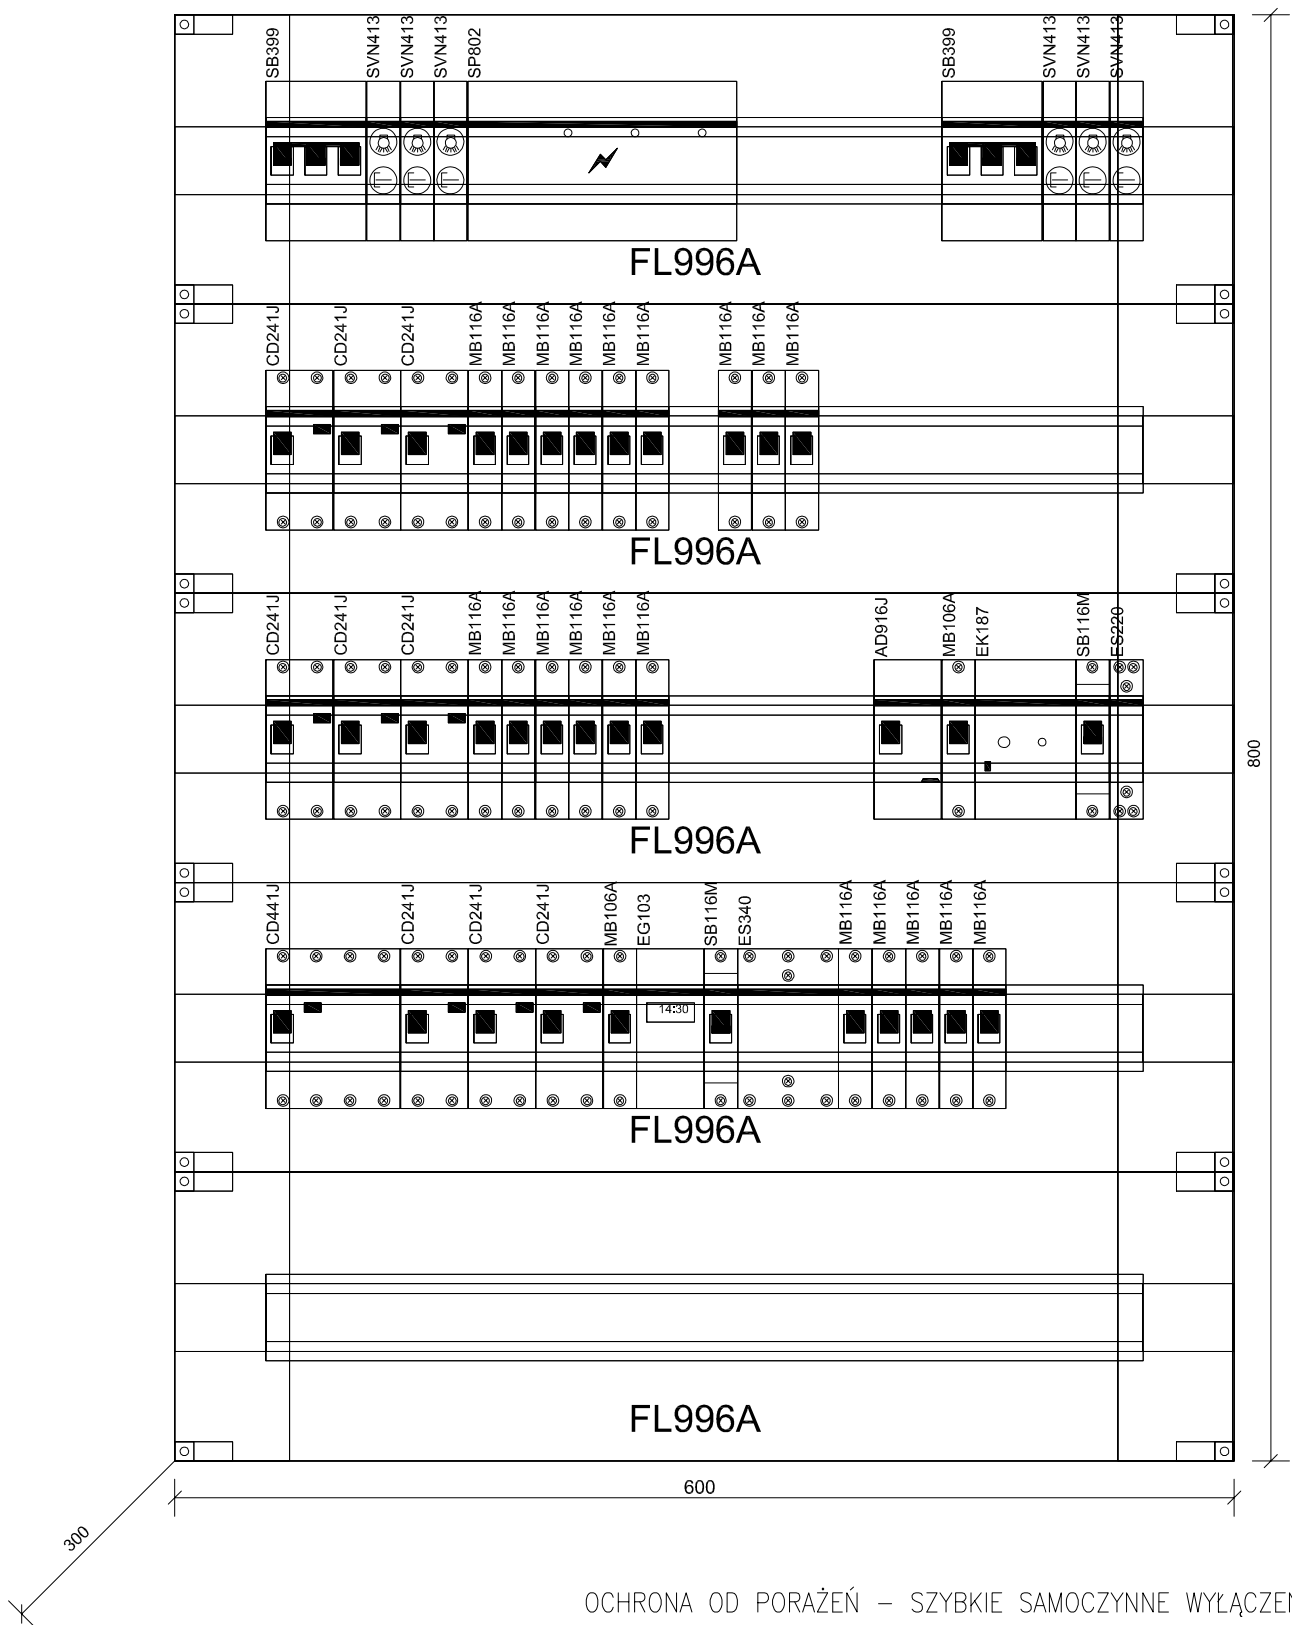 SB399 SVN413 SVN413 SVN413 SP802 SB399 SVN413 SVN413 SVN413
FL996A
CD241J CD241J CD241J MB116A MB116A MB116A MB116A MB116A MB116A MB116A MB116A MB116A
FL996A
CD241J CD241J CD241J MB116A MB116A MB116A MB116A MB116A MB116A AD916J MB106A EK187 SB116M ES220
800
FL996A
CD441J CD241J CD241J CD241J MB106A EG103 SB116M ES340 MB116A MB116A MB116A MB116A MB116A
14:30
FL996A
FL996A
600
300
OCHRONA OD PORAŻEŃ – SZYBKIE SAMOCZYNNE WYŁĄCZEN